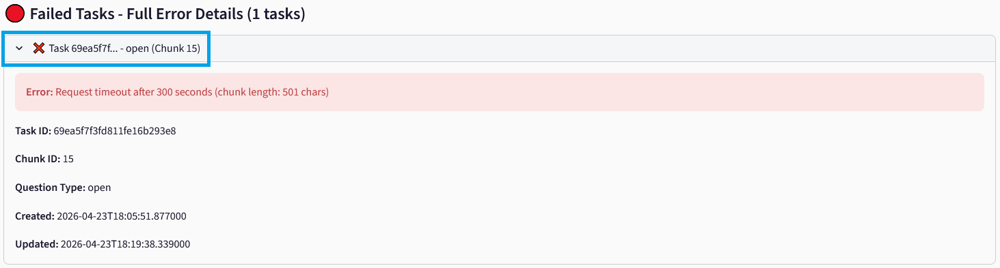 Failed Tasks - Full Error Details (1 tasks)
Task 69ea5f7f... - open (Chunk 15)
Error: Request timeout after 300 seconds (chunk length: 501 chars)
Task ID: 69ea5f7f3fd811fe16b293e8
Chunk ID: 15
Question Type: open
Created: 2026-04-23T18:05:51.877000
Updated: 2026-04-23T18:19:38.339000